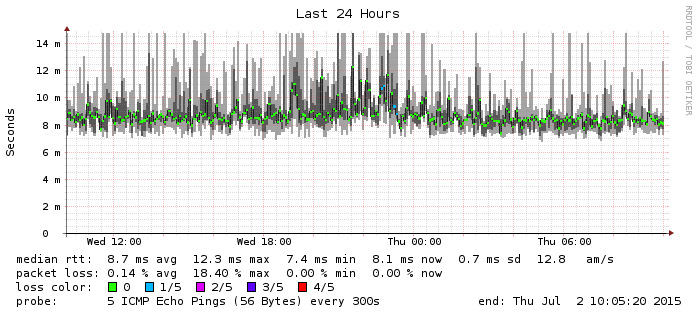 Last 24 Hours
RRDTOOL / TOBI OETIKER
Seconds
14 m
12 m
10 m
8 m
6 m
4 m
2 m
0
Wed 12:00 Wed 18:00 Thu 00:00 Thu 06:00
median rtt: 8.7 ms avg 12.3 ms max 7.4 ms min 8.1 ms now 0.7 ms sd 12.8 am/s
packet loss: 0.14 % avg 18.40 % max 0.00 % min 0.00 % now
loss color: 0 1/5 2/5 3/5 4/5
probe: 5 ICMP Echo Pings (56 Bytes) every 300s end: Thu Jul 2 10:05:20 2015